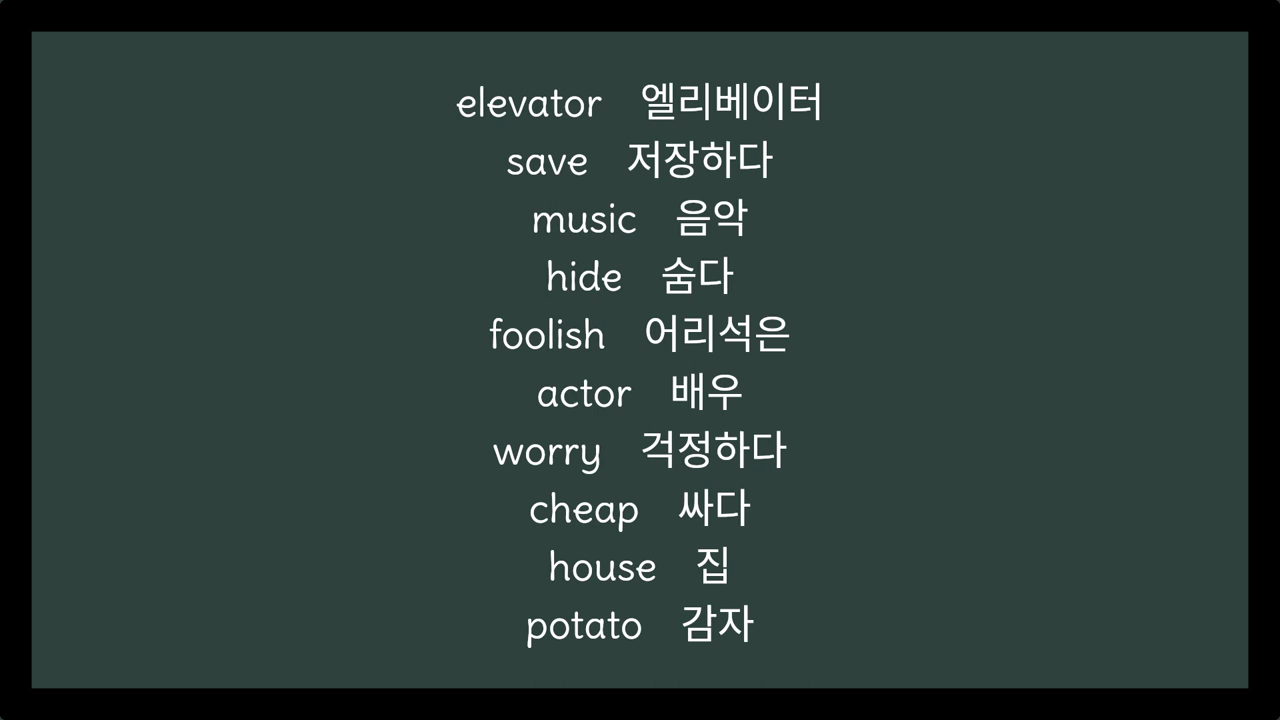 elevator 엘리베이터
save 저장하다
music 음악
hide 숨다
foolish 어리석은
actor 배우
worry 걱정하다
cheap 싸다
house 집
potato 감자